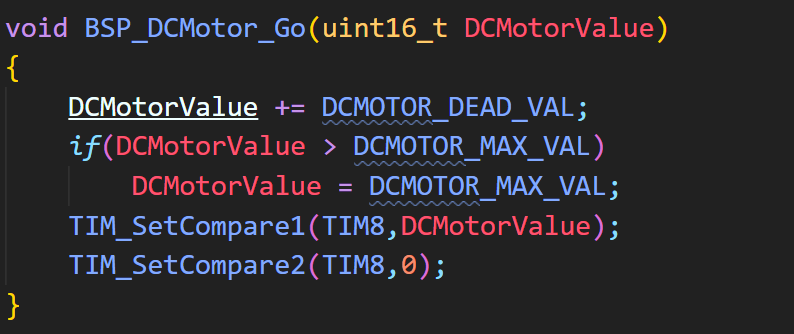 void BSP_DCMotor_Go(uint16_t DCMotorValue)
{
    DCMotorValue += DCMOTOR_DEAD_VAL;
    if(DCMotorValue > DCMOTOR_MAX_VAL)
        DCMotorValue = DCMOTOR_MAX_VAL;
    TIM_SetCompare1(TIM8,DCMotorValue);
    TIM_SetCompare2(TIM8,0);
}